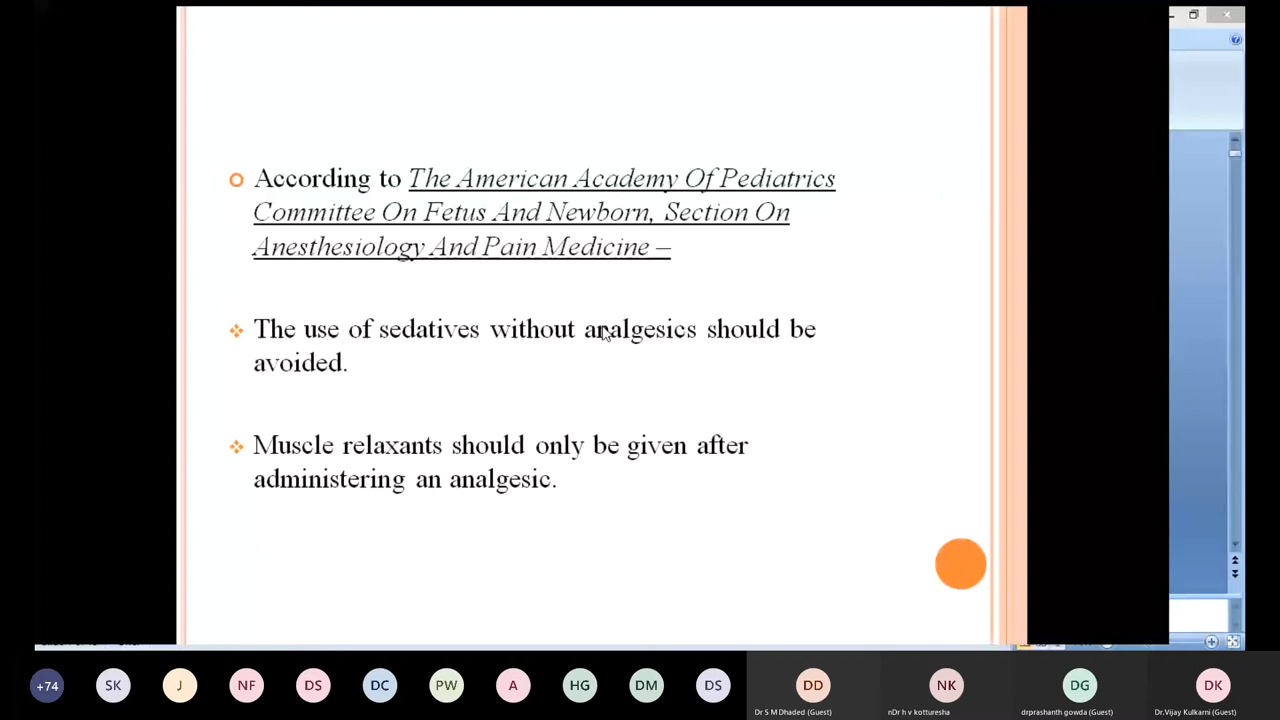 According to The American Academy Of Pediatrics
Committee On Fetus And Newborn, Section On
Anesthesiology And Pain Medicine –
The use of sedatives without analgesics should be
avoided.
Muscle relaxants should only be given after
administering an analgesic.
+74 SK J NF DS DC PW A HG DM DS DD NK DG DK
Dr S M Dhaded (Guest) nDr h v kotturesha drprashanth gowda (Guest) Dr.Vijay Kulkarni (Guest)